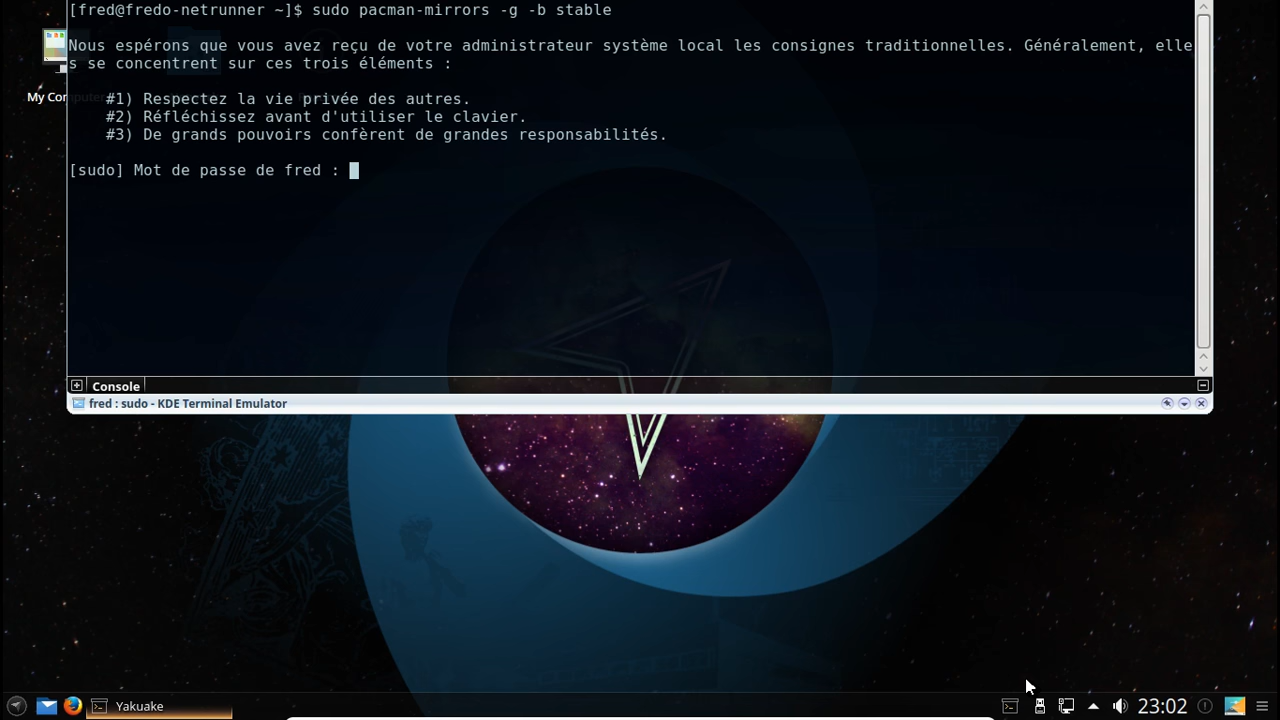 [fred@fredo-netrunner ~]$ sudo pacman-mirrors -g -b stable
Nous espérons que vous avez reçu de votre administrateur système local les consignes traditionnelles. Généralement, elle
s se concentrent sur ces trois éléments :
#1) Respectez la vie privée des autres.
#2) Réfléchissez avant d'utiliser le clavier.
#3) De grands pouvoirs confèrent de grandes responsabilités.
[sudo] Mot de passe de fred :
My Computer
Console
fred : sudo - KDE Terminal Emulator
Yakuake
23:02